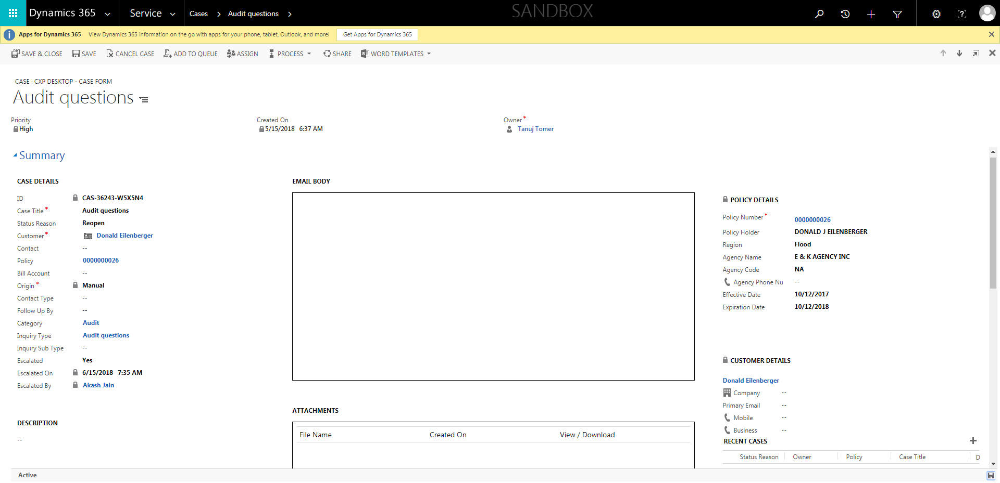 Dynamics 365 Service Cases > Audit questions > SANDBOX
Apps for Dynamics 365 View Dynamics 365 information on the go with apps for your phone, tablet, Outlook, and more! Get Apps for Dynamics 365
SAVE & CLOSE SAVE CANCEL CASE ADD TO QUEUE ASSIGN PROCESS SHARE WORD TEMPLATES
CASE : CXP DESKTOP - CASE FORM
Audit questions
Priority Created On Owner*
High 5/15/2018 6:37 AM Tanuj Tomer
Summary
CASE DETAILS
ID CAS-36243-W5X5N4
Case Title* Audit questions
Status Reason Reopen
Customer* Donald Eilenberger
Contact --
Policy 0000000026
Bill Account --
Origin* Manual
Contact Type --
Follow Up By --
Category Audit
Inquiry Type Audit questions
Inquiry Sub Type --
Escalated Yes
Escalated On 6/15/2018 7:35 AM
Escalated By Akash Jain
DESCRIPTION
--
EMAIL BODY
ATTACHMENTS
File Name Created On View / Download
POLICY DETAILS
Policy Number* 0000000026
Policy Holder DONALD J EILENBERGER
Region Flood
Agency Name E & K AGENCY INC
Agency Code NA
Agency Phone Nu --
Effective Date 10/12/2017
Expiration Date 10/12/2018
CUSTOMER DETAILS
Donald Eilenberger
Company --
Primary Email --
Mobile --
Business --
RECENT CASES
Status Reason Owner Policy Case Title D
Active